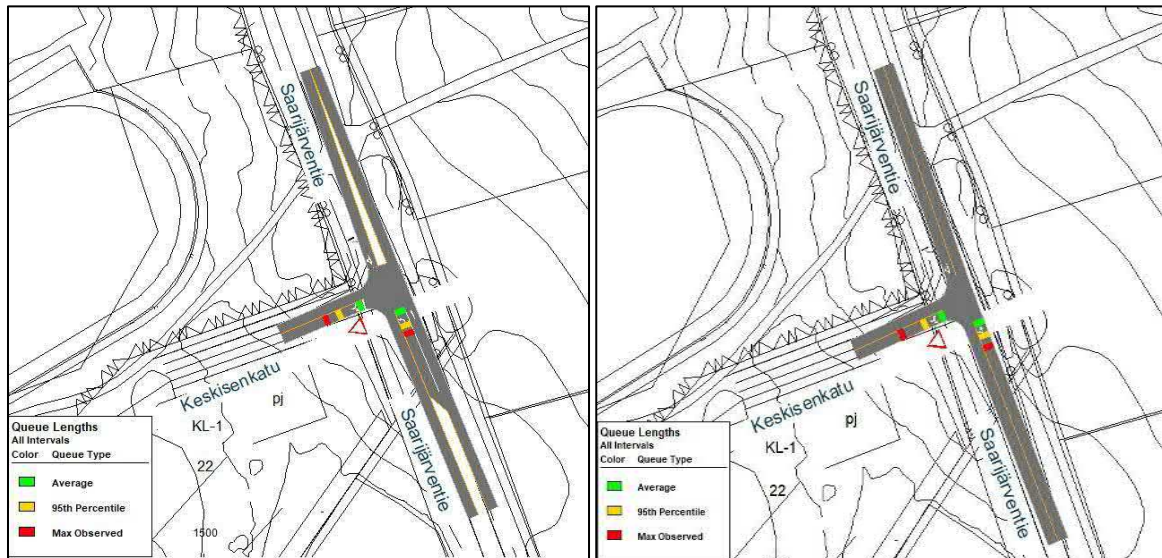 Saarijärventie
Keskisenkatu
pj
KL-1
22
1500
Saarijärventie
Queue Lengths
All Intervals
Color Queue Type
Average
95th Percentile
Max Observed
Saarijärventie
Keskisenkatu
pj
KL-1
22
Saarijärventie
Queue Lengths
All Intervals
Color Queue Type
Average
95th Percentile
Max Observed